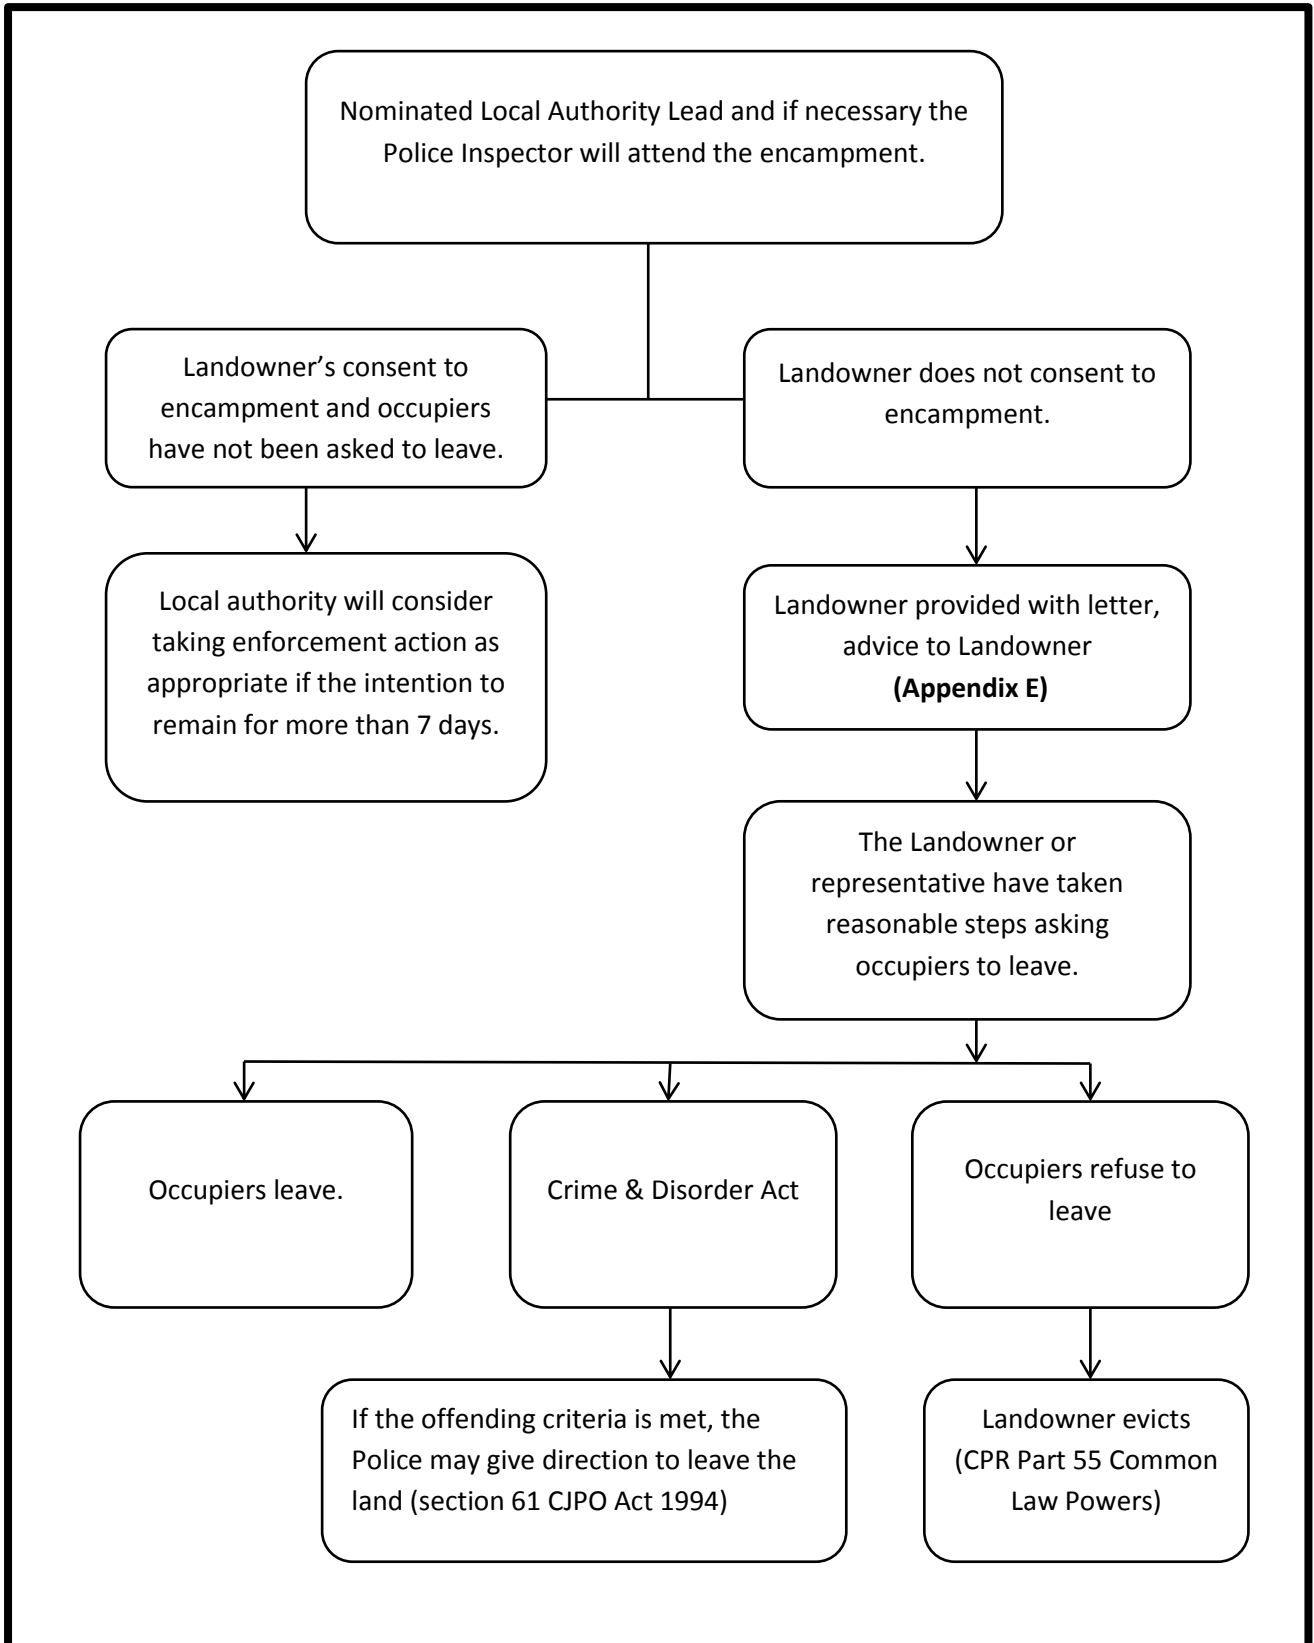 Nominated Local Authority Lead and if necessary the
Police Inspector will attend the encampment.
Landowner’s consent to
encampment and occupiers
have not been asked to leave.
Landowner does not consent to
encampment.
Local authority will consider
taking enforcement action as
appropriate if the intention to
remain for more than 7 days.
Landowner provided with letter,
advice to Landowner
(Appendix E)
The Landowner or
representative have taken
reasonable steps asking
occupiers to leave.
Occupiers leave.
Crime & Disorder Act
Occupiers refuse to
leave
If the offending criteria is met, the
Police may give direction to leave the
land (section 61 CJPO Act 1994)
Landowner evicts
(CPR Part 55 Common
Law Powers)